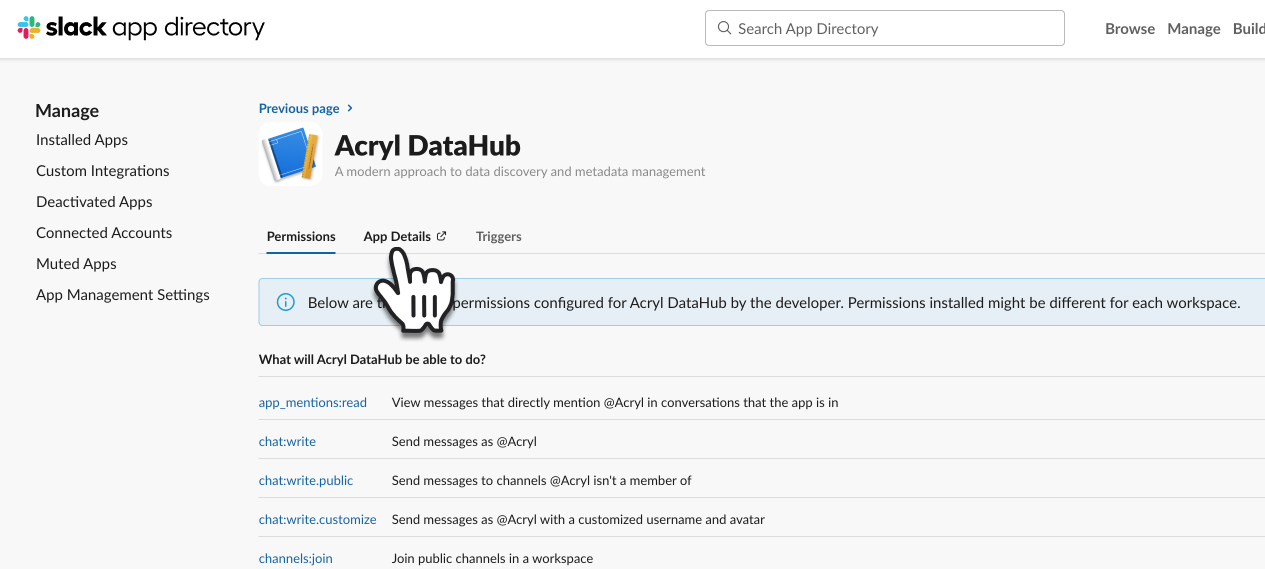 slack app directory
Search App Directory
Browse Manage Build
Manage
Installed Apps
Custom Integrations
Deactivated Apps
Connected Accounts
Muted Apps
App Management Settings
Previous page
Acryl DataHub
A modern approach to data discovery and metadata management
Permissions App Details Triggers
Below are permissions configured for Acryl DataHub by the developer. Permissions installed might be different for each workspace.
What will Acryl DataHub be able to do?
app_mentions:read View messages that directly mention @Acryl in conversations that the app is in
chat:write Send messages as @Acryl
chat:write.public Send messages to channels @Acryl isn't a member of
chat:write.customize Send messages as @Acryl with a customized username and avatar
channels:join Join public channels in a workspace